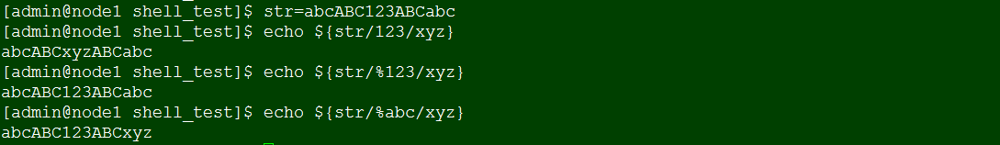 [admin@node1 shell_test]$ str=abcABC123ABCabc
[admin@node1 shell_test]$ echo ${str/123/xyz}
abcABCxyzABCabc
[admin@node1 shell_test]$ echo ${str/%123/xyz}
abcABC123ABCabc
[admin@node1 shell_test]$ echo ${str/%abc/xyz}
abcABC123ABCxyz